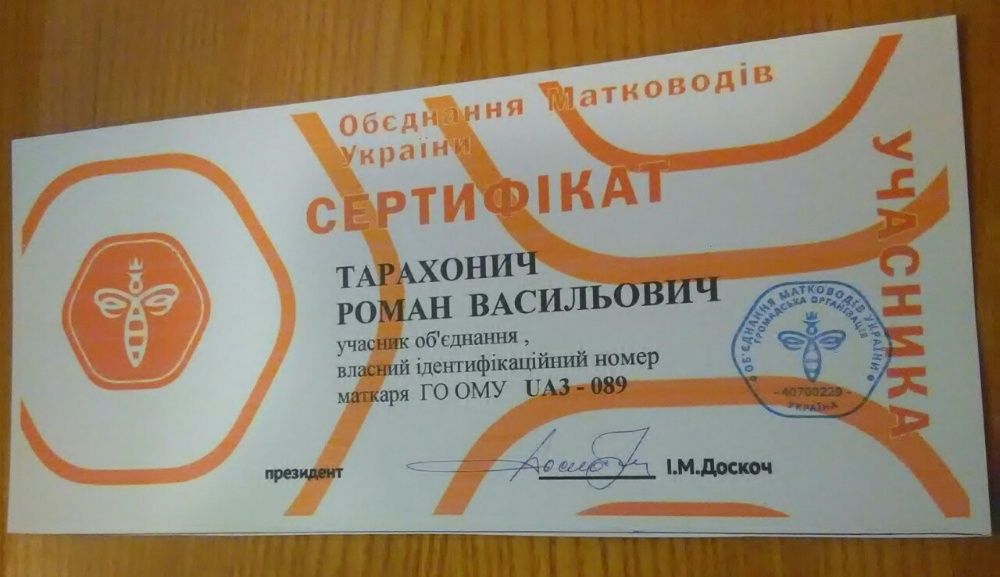 Обєднання Матководів
України
СЕРТИФІКАТ
УЧАСНИКА
ТАРАХОНИЧ
РОМАН ВАСИЛЬОВИЧ
учасник об'єднання ,
власний ідентифікаційний номер
маткаря ГО ОМУ UA3 - 089
ОБ'ЄДНАННЯ МАТКОВОДІВ УКРАЇНИ
ГРОМАДСЬКА ОРГАНІЗАЦІЯ
- 40700229 -
УКРАЇНА
президент
І.М.Доскоч